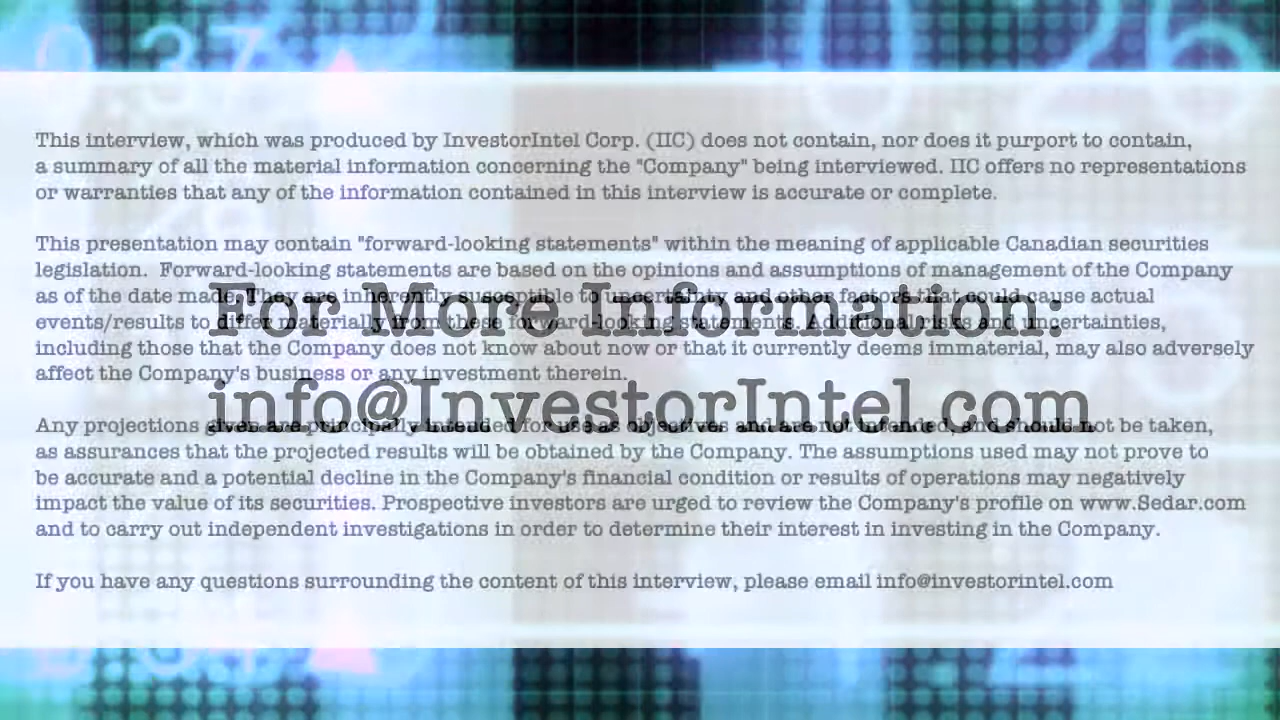 This interview, which was produced by InvestorIntel Corp. (IIC) does not contain, nor does it purport to contain,
a summary of all the material information concerning the "Company" being interviewed. IIC offers no representations
or warranties that any of the information contained in this interview is accurate or complete.
This presentation may contain "forward-looking statements" within the meaning of applicable Canadian securities
legislation. Forward-looking statements are based on the opinions and assumptions of management of the Company
as of the date made. They are inherently susceptible to uncertainty and other factors that could cause actual
events/results to differ materially from these forward-looking statements. Additional risks and uncertainties,
including those that the Company does not know about now or that it currently deems immaterial, may also adversely
affect the Company's business or any investment therein.
Any projections given are principally intended for use as objectives and are not intended, and should not be taken,
as assurances that the projected results will be obtained by the Company. The assumptions used may not prove to
be accurate and a potential decline in the Company's financial condition or results of operations may negatively
impact the value of its securities. Prospective investors are urged to review the Company's profile on www.Sedar.com
and to carry out independent investigations in order to determine their interest in investing in the Company.
If you have any questions surrounding the content of this interview, please email info@investorintel.com
For More Information:
info@InvestorIntel.com